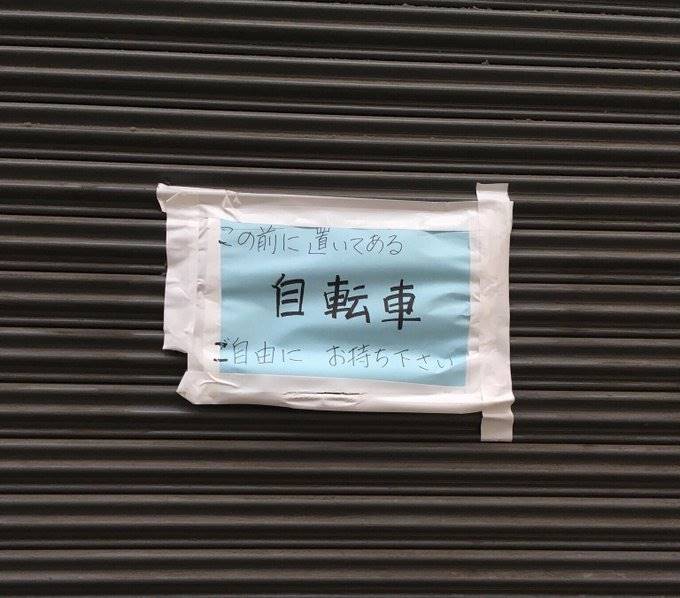 この前に置いてある
自転車
ご自由に お持ち下さい